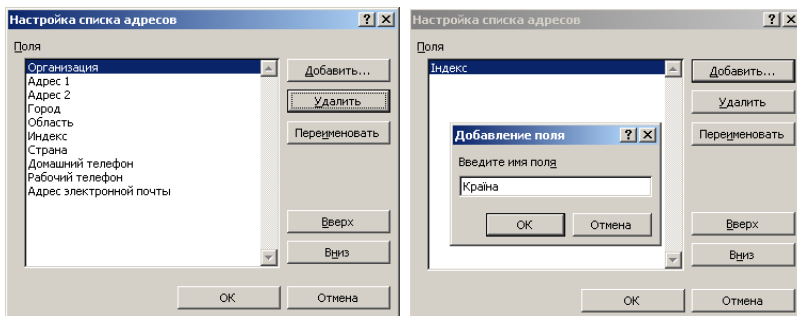 Настройка списка адресов
Поля
Организация
Адрес 1
Адрес 2
Город
Область
Индекс
Страна
Домашний телефон
Рабочий телефон
Адрес электронной почты
Добавить...
Удалить
Переименовать
Вверх
Вниз
ОК
Отмена
Настройка списка адресов
Поля
Індекс
Добавить...
Удалить
Переименовать
Добавление поля
Введите имя поля
Країна
ОК
Отмена
Вверх
Вниз
ОК
Отмена